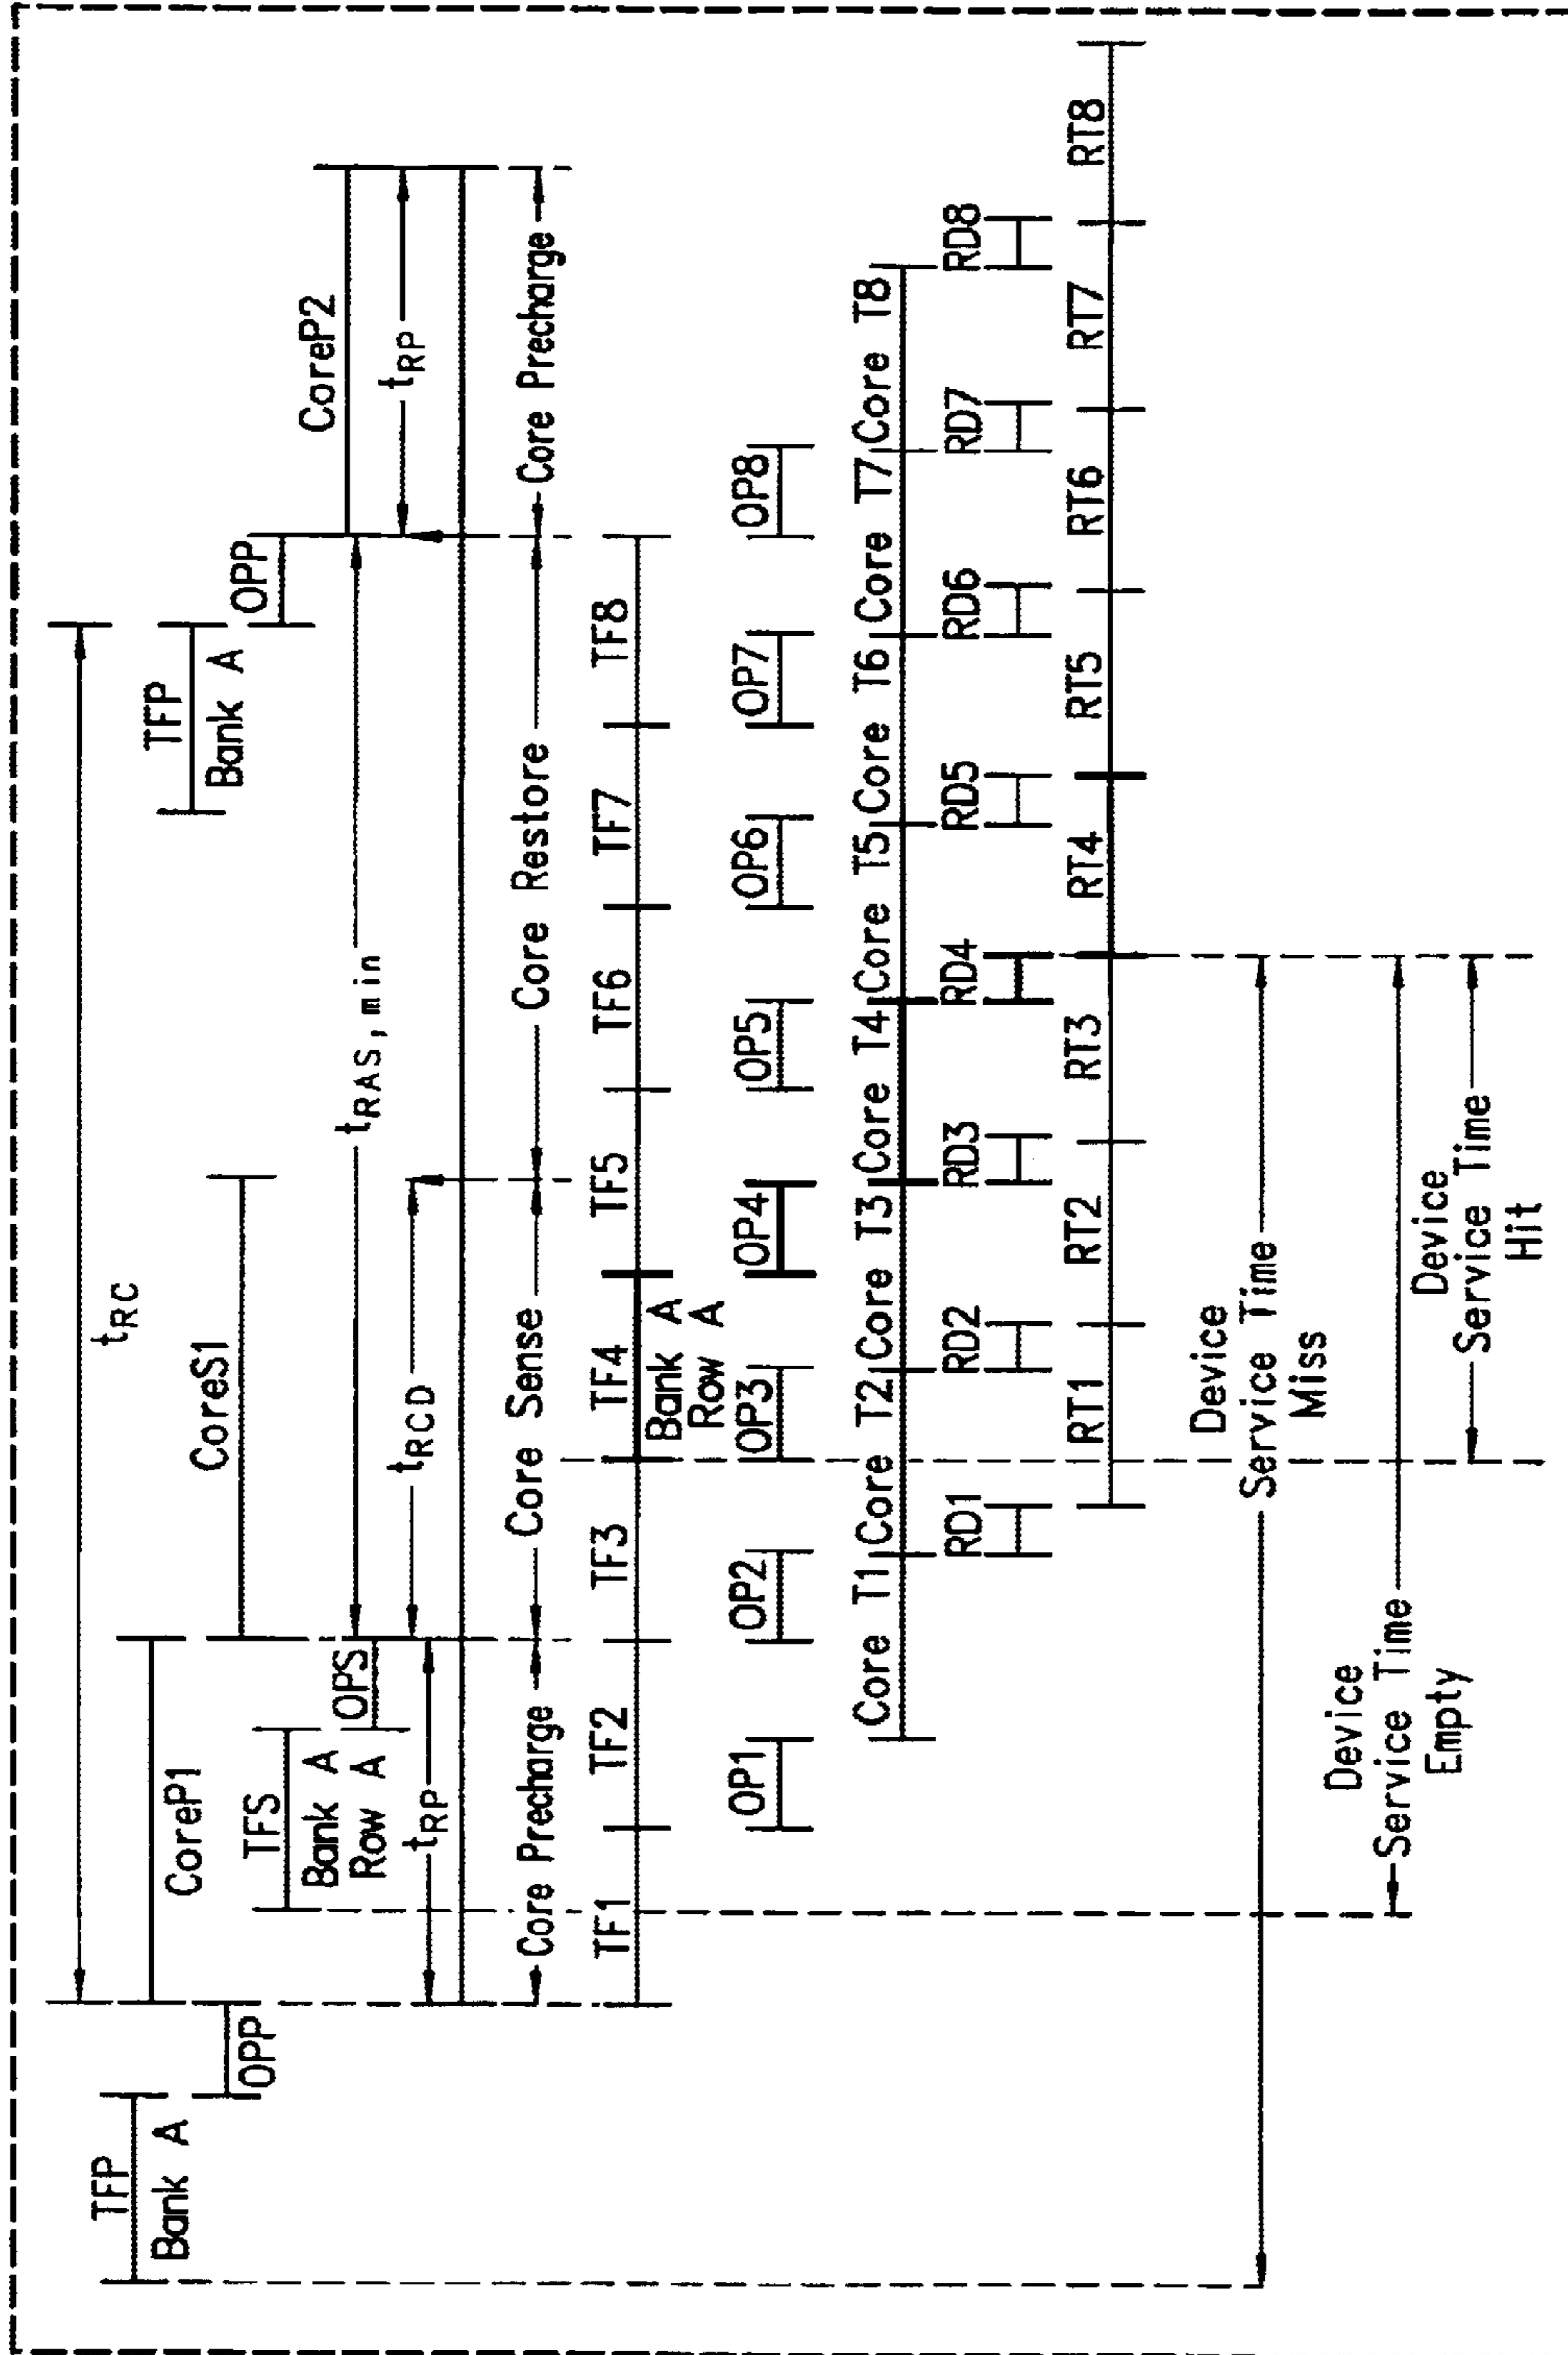 t_RC
TFP
Bank A
TFP
Bank A
CoreP1
CoreS1
OPP
OPP
TFS
Bank A
Row A
CoreP2
OPS
t_RAS,min
t_RP
t_RCD
t_RP
Core Precharge
Core Sense
Core Restore
Core Precharge
TF1
TF2
TF3
TF4
TF5
TF6
TF7
TF8
Bank A
Row A
OP1
OP2
OP3
OP4
OP5
OP6
OP7
OP8
Core T1
Core T2
Core T3
Core T4
Core T5
Core T6
Core T7
Core T8
RD1
RD2
RD3
RD4
RD5
RD6
RD7
RD8
RT1
RT2
RT3
RT4
RT5
RT6
RT7
RT8
Device
Service Time
Miss
Device
Service Time
Empty
Device
Service Time
Hit